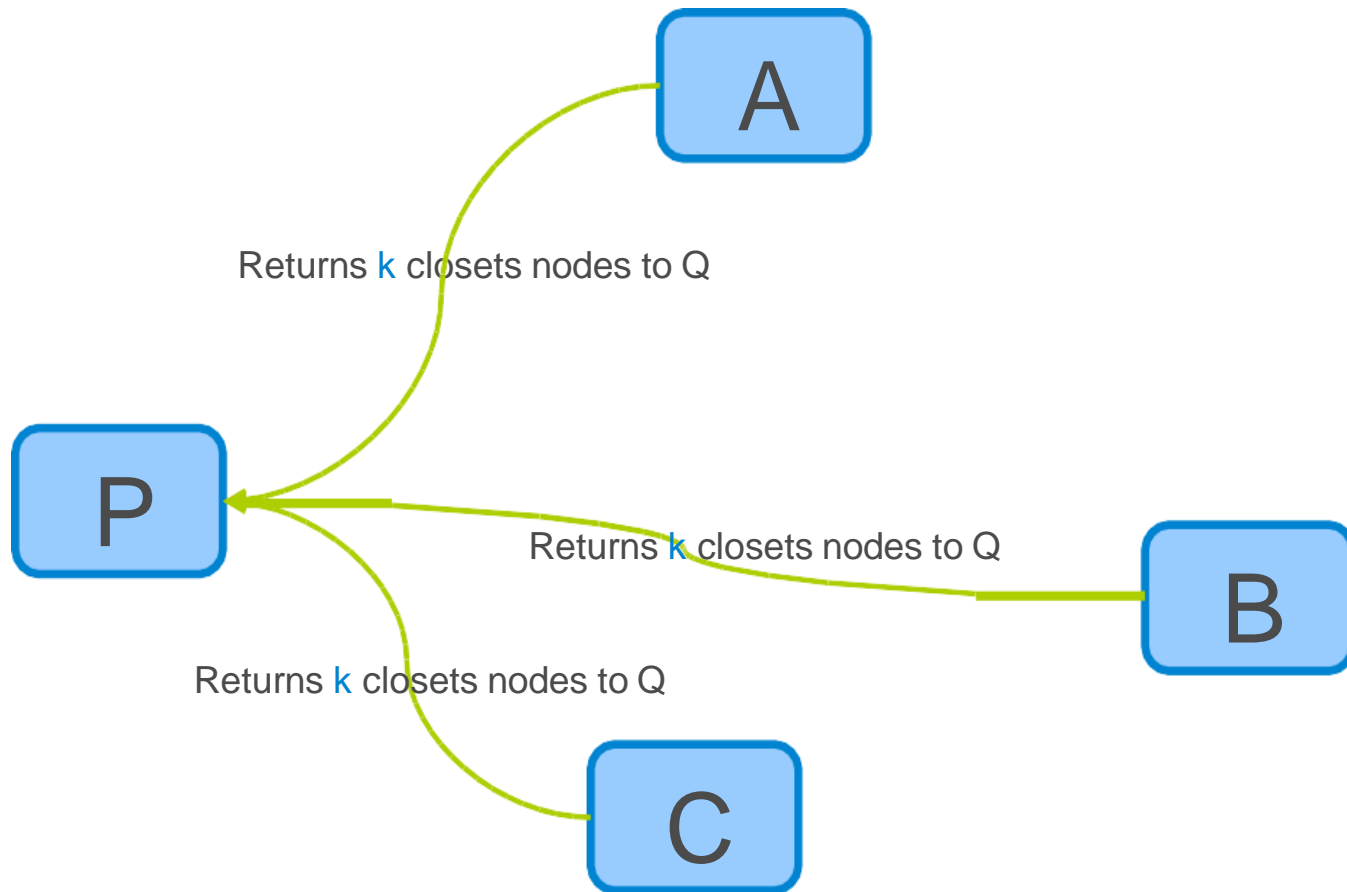 A
Returns k closets nodes to Q
P
Returns k closets nodes to Q
B
Returns k closets nodes to Q
C